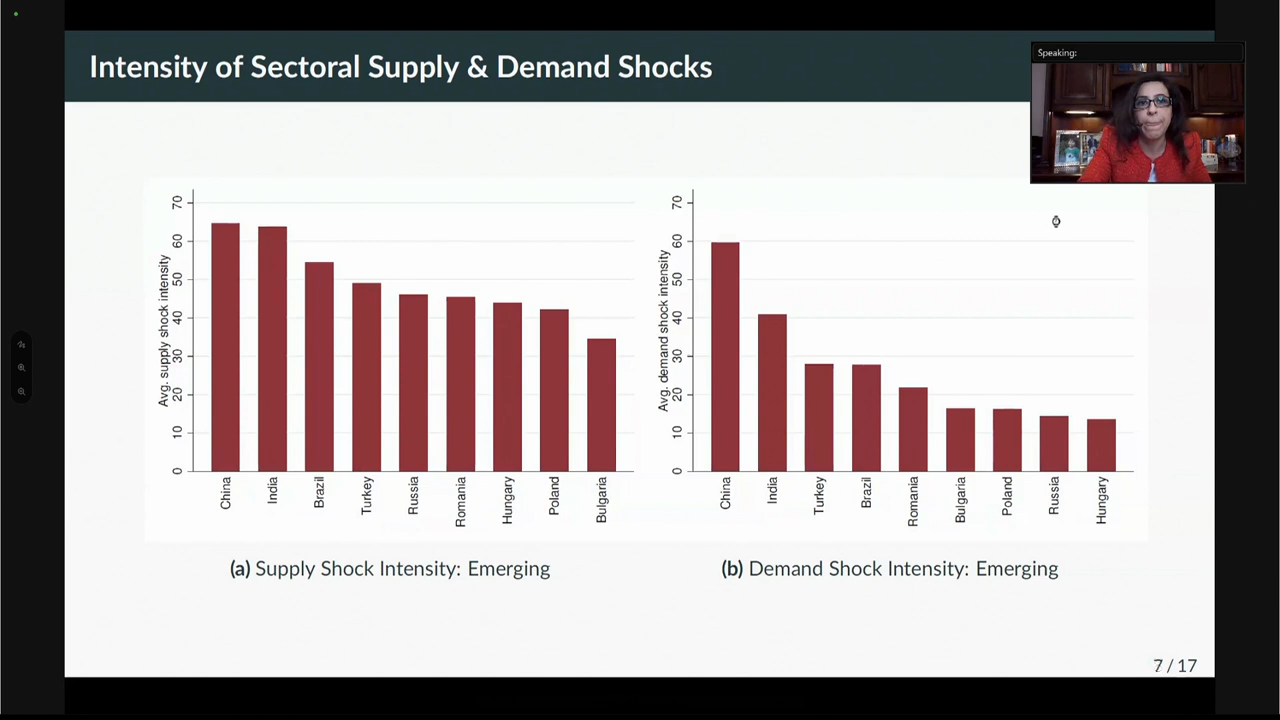 Intensity of Sectoral Supply & Demand Shocks
Speaking:
Avg. supply shock intensity
70
60
50
40
30
20
10
0
China
India
Brazil
Turkey
Russia
Romania
Hungary
Poland
Bulgaria
(a) Supply Shock Intensity: Emerging
Avg. demand shock intensity
70
60
50
40
30
20
10
0
China
India
Turkey
Brazil
Romania
Bulgaria
Poland
Russia
Hungary
(b) Demand Shock Intensity: Emerging
7 / 17